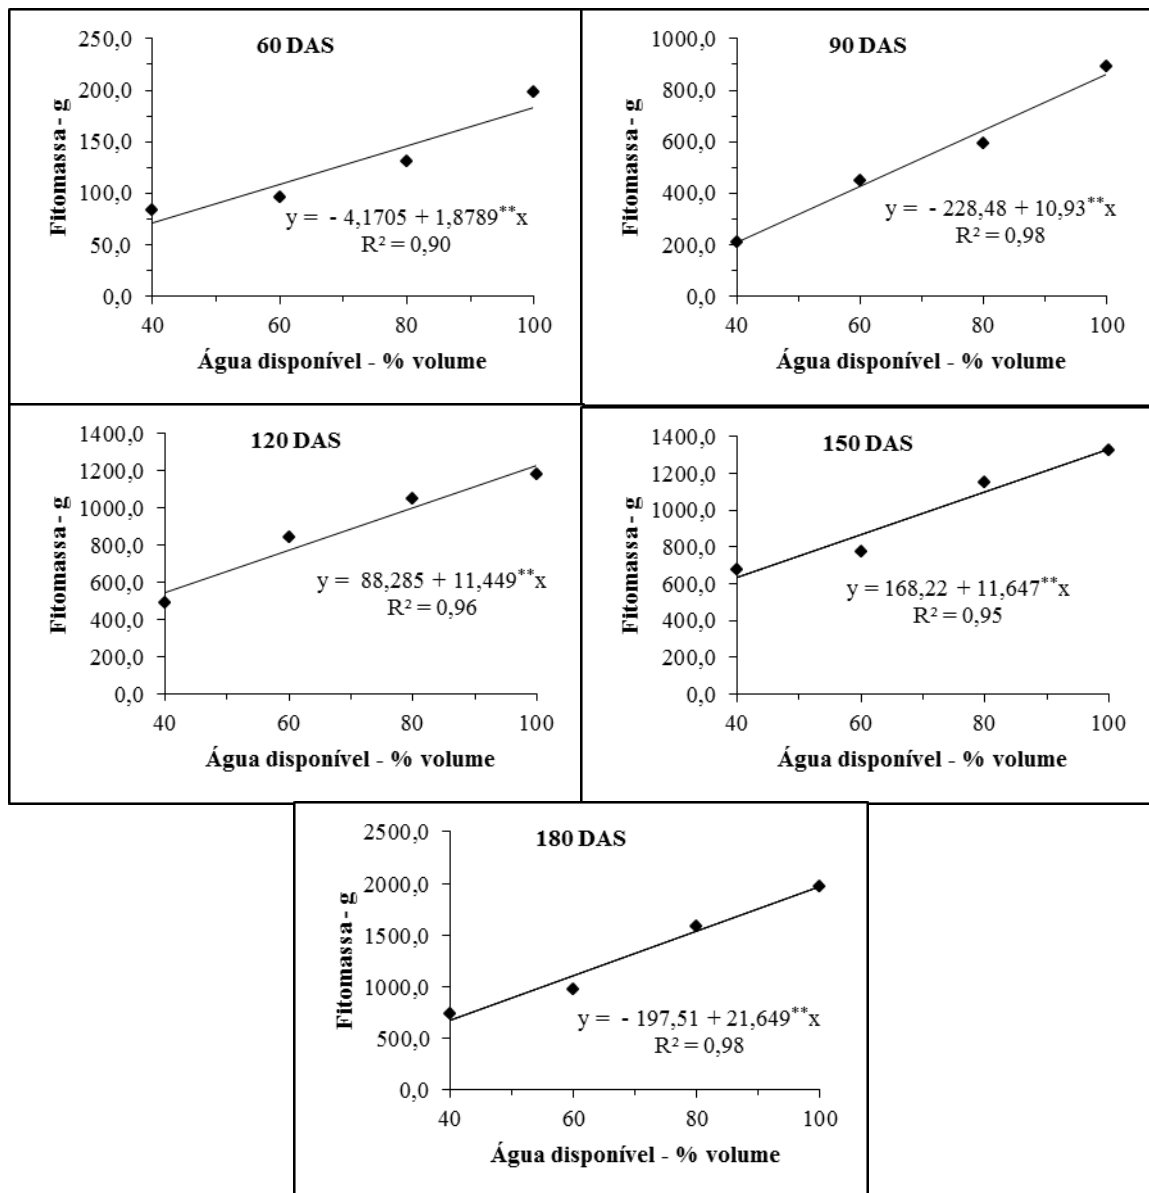 60 DAS
250,0
200,0
150,0
100,0
50,0
0,0
Fitomassa - g
y = - 4,1705 + 1,8789**x
R² = 0,90
40 60 80 100
Água disponível - % volume
90 DAS
1000,0
800,0
600,0
400,0
200,0
0,0
Fitomassa - g
y = - 228,48 + 10,93**x
R² = 0,98
40 60 80 100
Água disponível - % volume
120 DAS
1400,0
1200,0
1000,0
800,0
600,0
400,0
200,0
0,0
Fitomassa - g
y = 88,285 + 11,449**x
R² = 0,96
40 60 80 100
Água disponível - % volume
150 DAS
1400,0
1200,0
1000,0
800,0
600,0
400,0
200,0
0,0
Fitomassa - g
y = 168,22 + 11,647**x
R² = 0,95
40 60 80 100
Água disponível - % volume
180 DAS
2500,0
2000,0
1500,0
1000,0
500,0
0,0
Fitomassa - g
y = - 197,51 + 21,649**x
R² = 0,98
40 60 80 100
Água disponível - % volume